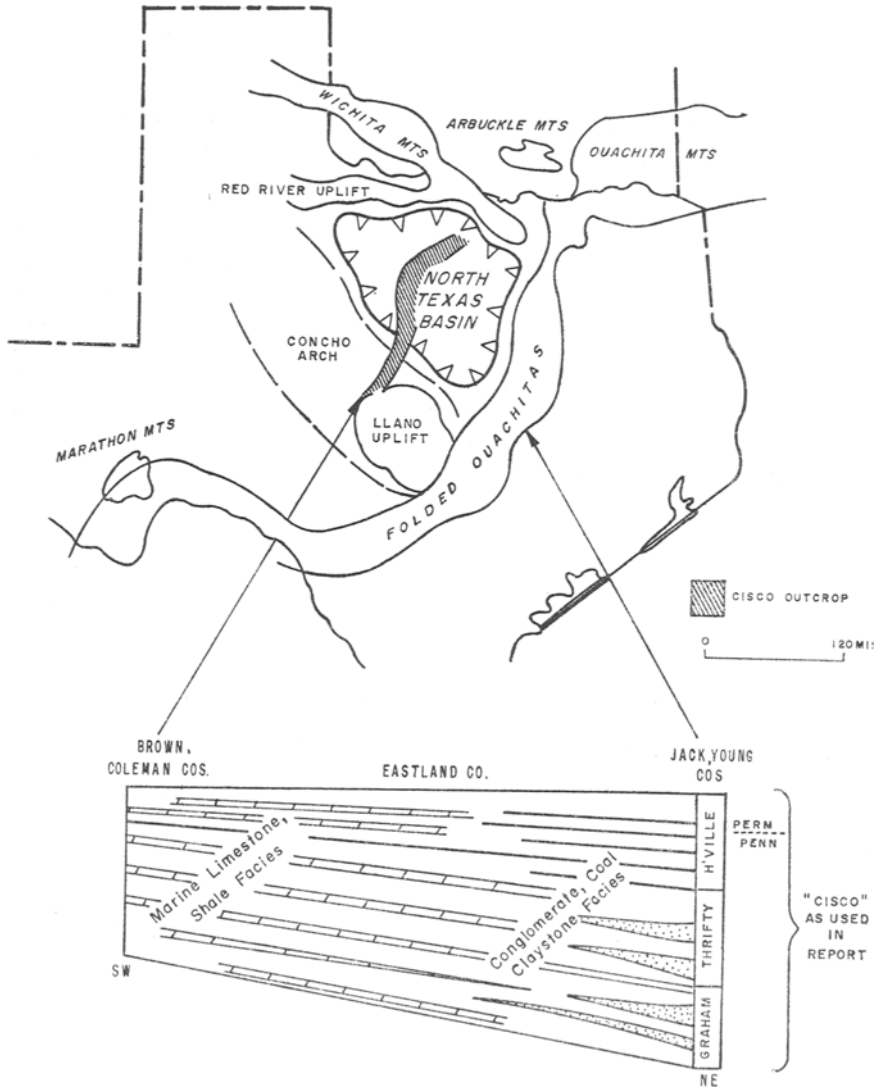 WICHITA MTS
ARBUCKLE MTS
OUACHITA MTS
RED RIVER UPLIFT
NORTH
TEXAS
BASIN
CONCHO
ARCH
LLANO
UPLIFT
MARATHON MTS
FOLDED OUACHITAS
CISCO OUTCROP
0 120 MIS
BROWN,
COLEMAN COS.
EASTLAND CO.
JACK, YOUNG
COS
Marine Limestone,
Shale Facies
Conglomerate, Coal
Claystone Facies
H'VILLE
THRIFTY
GRAHAM
PERM
PENN
"CISCO"
AS USED
IN
REPORT
SW
NE